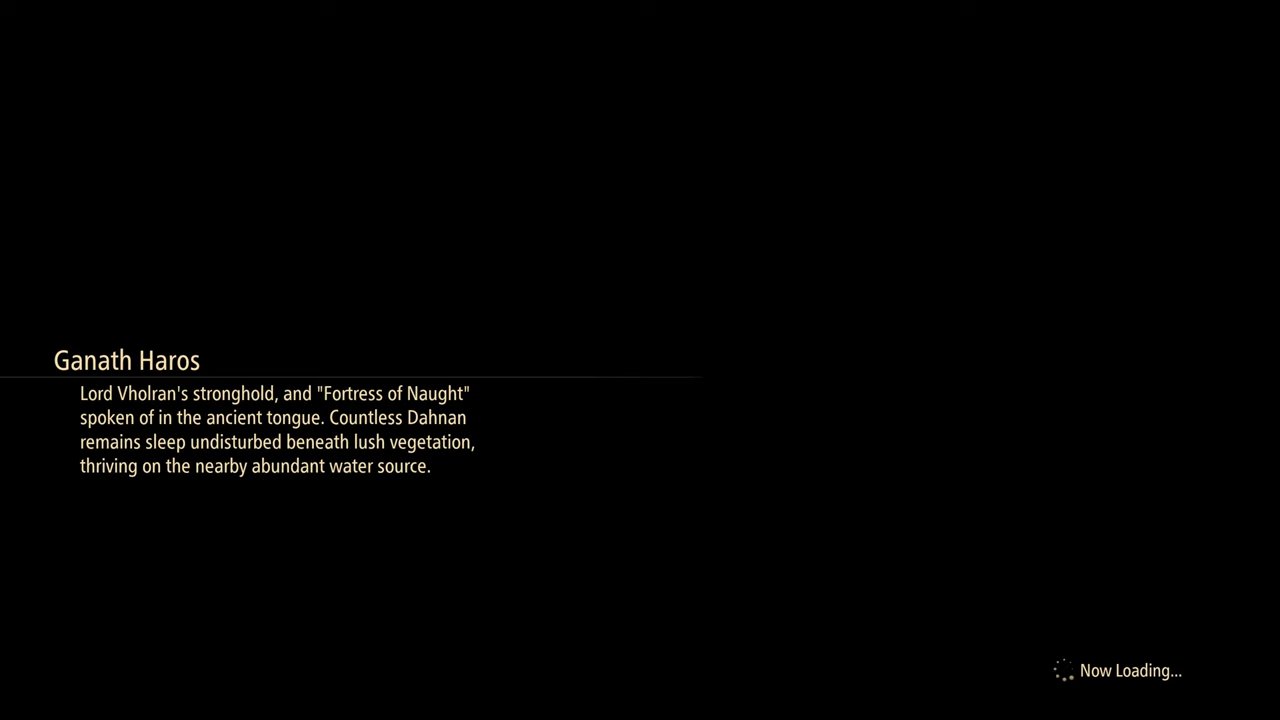 Ganath Haros
Lord Vholran's stronghold, and "Fortress of Naught"
spoken of in the ancient tongue. Countless Dahnan
remains sleep undisturbed beneath lush vegetation,
thriving on the nearby abundant water source.
Now Loading...